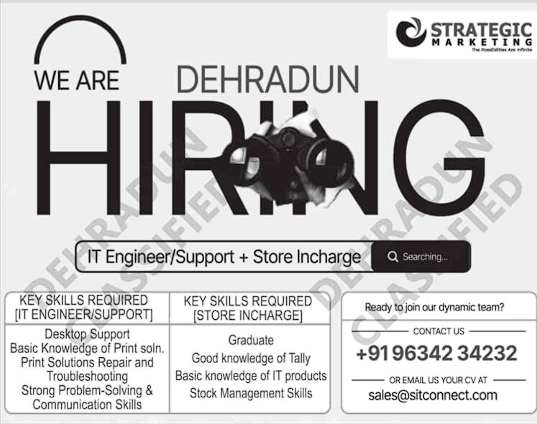 STRATEGIC
MARKETING
The Possibilities Are Infinite
WE ARE
DEHRADUN
HIRING
IT Engineer/Support + Store Incharge
Searching...
KEY SKILLS REQUIRED
[IT ENGINEER/SUPPORT]
Desktop Support
Basic Knowledge of Print soln.
Print Solutions Repair and
Troubleshooting
Strong Problem-Solving &
Communication Skills
KEY SKILLS REQUIRED
[STORE INCHARGE]
Graduate
Good knowledge of Tally
Basic knowledge of IT products
Stock Management Skills
Ready to join our dynamic team?
CONTACT US
+91 96342 34232
OR EMAIL US YOUR CV AT
sales@sitconnect.com
DEHRADUN
CLASSIFIED
DEHRADUN
CLASSIFIED